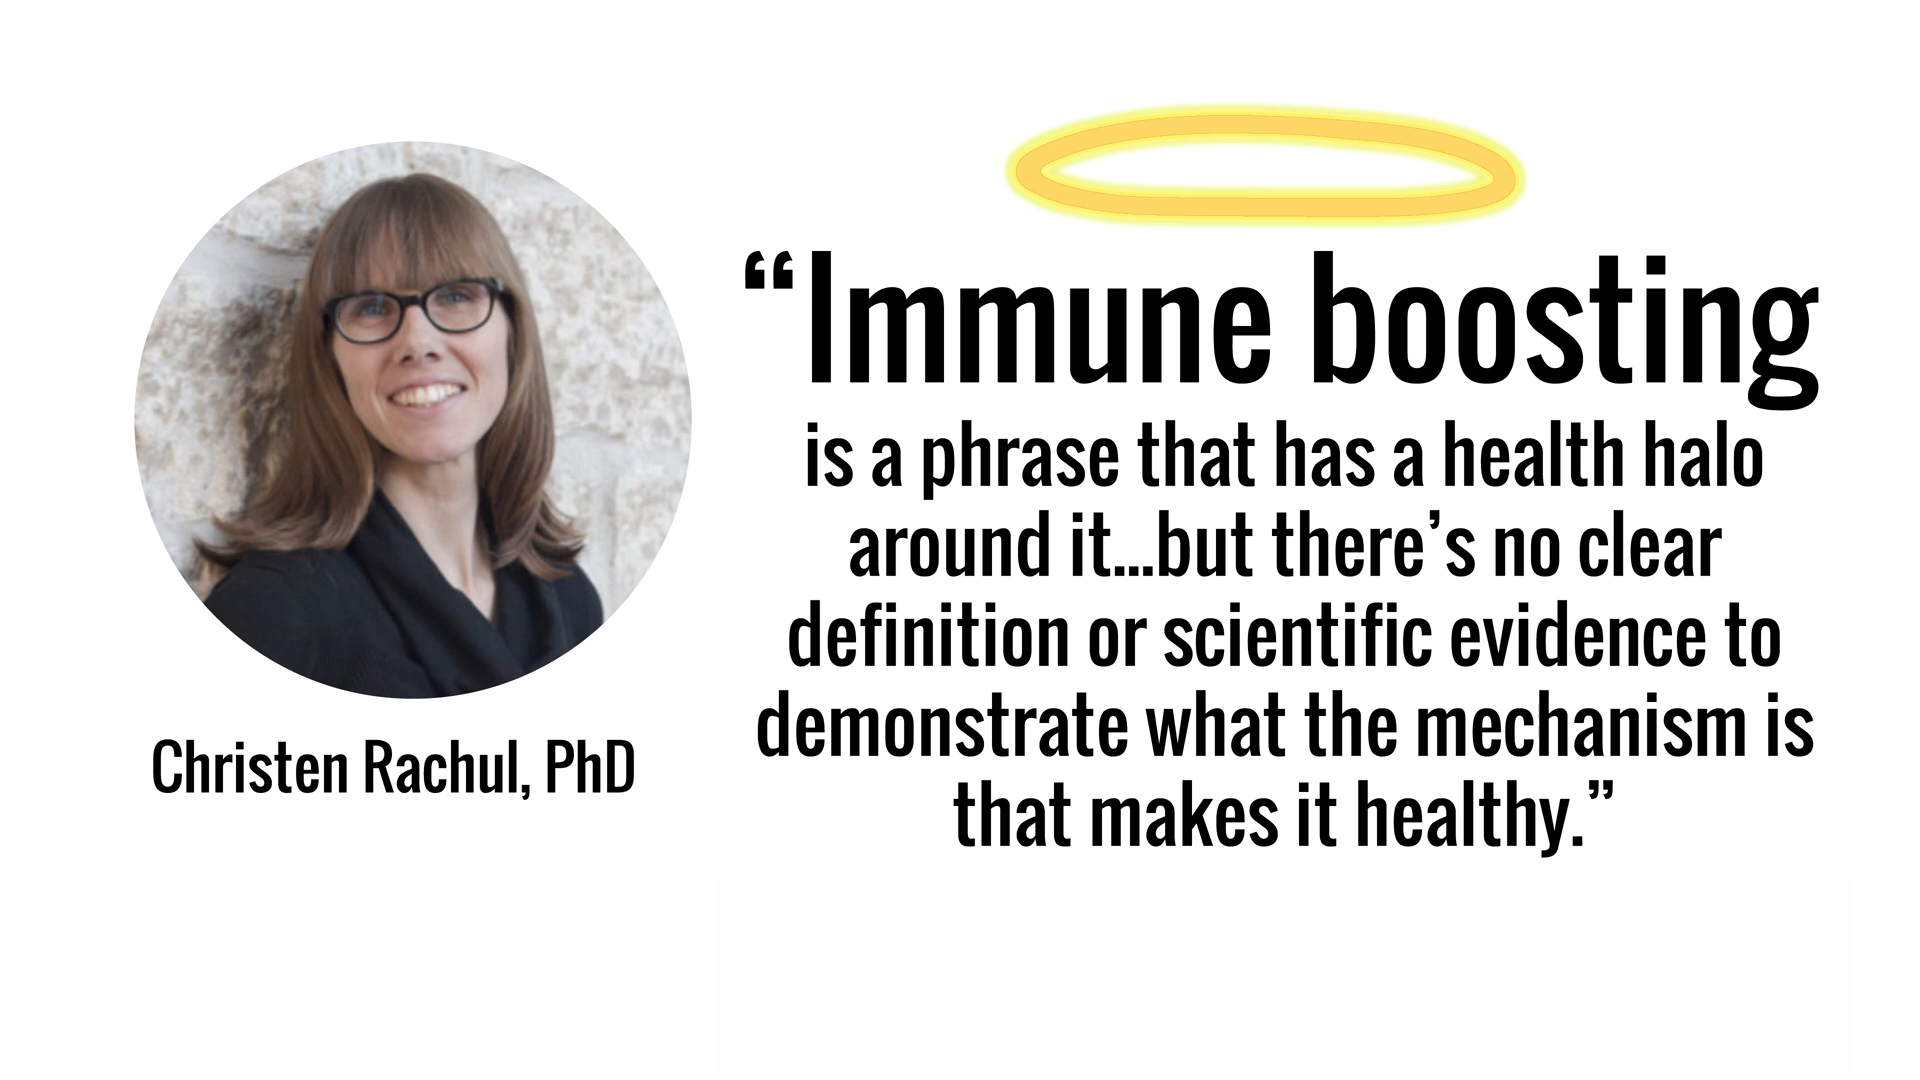 “Immune boosting
is a phrase that has a health halo
around it...but there’s no clear
definition or scientific evidence to
demonstrate what the mechanism is
that makes it healthy.”
Christen Rachul, PhD